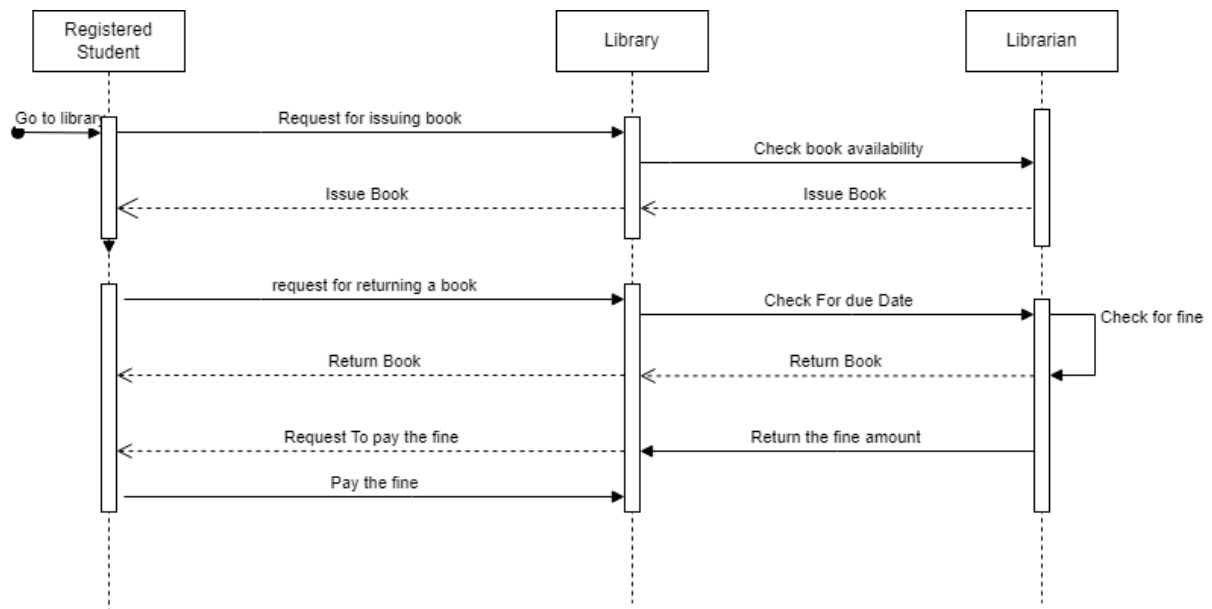 Registered
Student
Library
Librarian
Go to library
Request for issuing book
Check book availability
Issue Book
Issue Book
request for returning a book
Check For due Date
Check for fine
Return Book
Return Book
Request To pay the fine
Return the fine amount
Pay the fine